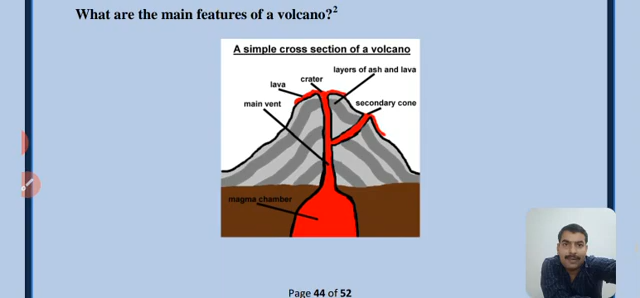 What are the main features of a volcano?²
A simple cross section of a volcano
layers of ash and lava
crater
lava
main vent
secondary cone
magma chamber
Page 44 of 52